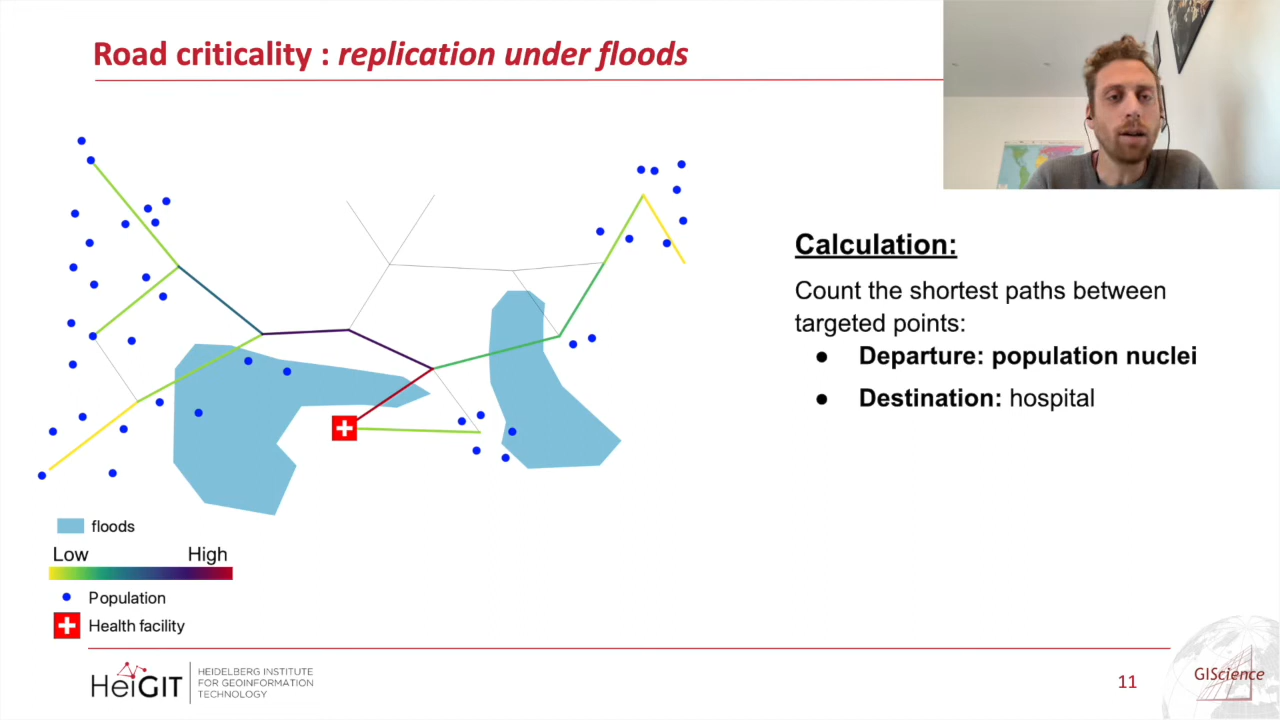 Road criticality : replication under floods
Calculation:
Count the shortest paths between
targeted points:
● Departure: population nuclei
● Destination: hospital
floods
Low High
Population
Health facility
HeiGIT
HEIDELBERG INSTITUTE
FOR GEOINFORMATION
TECHNOLOGY
11
GIScience